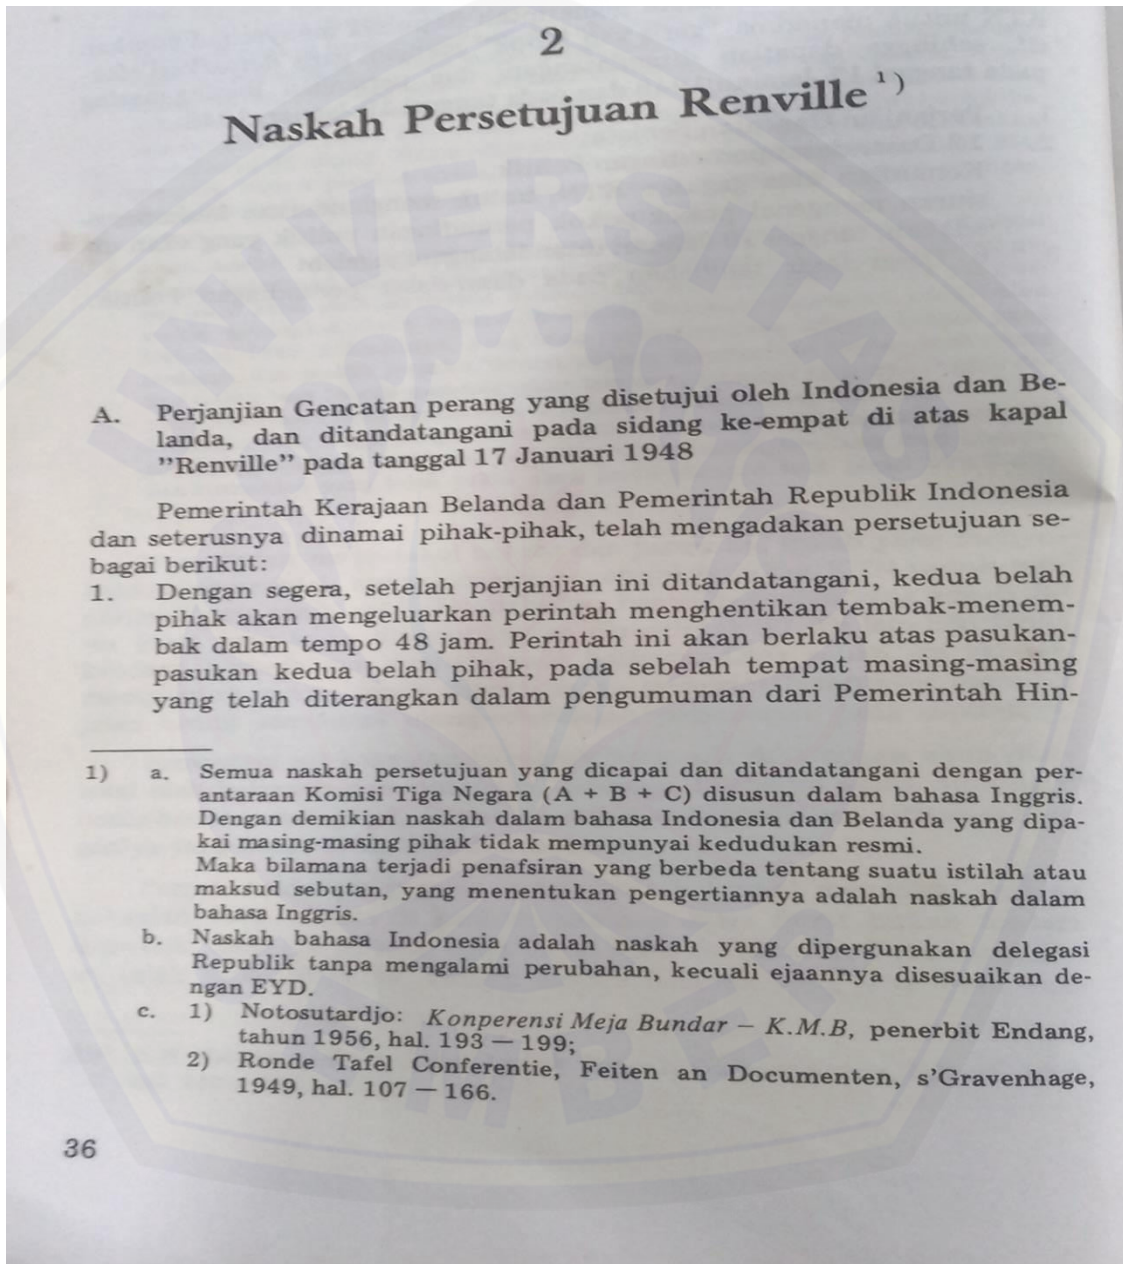 2
Naskah Persetujuan Renville 1)
A. Perjanjian Gencatan perang yang disetujui oleh Indonesia dan Be-
landa, dan ditandatangani pada sidang ke-empat di atas kapal
”Renville” pada tanggal 17 Januari 1948
Pemerintah Kerajaan Belanda dan Pemerintah Republik Indonesia
dan seterusnya dinamai pihak-pihak, telah mengadakan persetujuan se-
bagai berikut:
1. Dengan segera, setelah perjanjian ini ditandatangani, kedua belah
pihak akan mengeluarkan perintah menghentikan tembak-menem-
bak dalam tempo 48 jam. Perintah ini akan berlaku atas pasukan-
pasukan kedua belah pihak, pada sebelah tempat masing-masing
yang telah diterangkan dalam pengumuman dari Pemerintah Hin-
1) a. Semua naskah persetujuan yang dicapai dan ditandatangani dengan per-
antaraan Komisi Tiga Negara (A + B + C) disusun dalam bahasa Inggris.
Dengan demikian naskah dalam bahasa Indonesia dan Belanda yang dipa-
kai masing-masing pihak tidak mempunyai kedudukan resmi.
Maka bilamana terjadi penafsiran yang berbeda tentang suatu istilah atau
maksud sebutan, yang menentukan pengertiannya adalah naskah dalam
bahasa Inggris.
b. Naskah bahasa Indonesia adalah naskah yang dipergunakan delegasi
Republik tanpa mengalami perubahan, kecuali ejaannya disesuaikan de-
ngan EYD.
c. 1) Notosutardjo: Konperensi Meja Bundar — K.M.B, penerbit Endang,
tahun 1956, hal. 193 — 199;
2) Ronde Tafel Conferentie, Feiten an Documenten, s’Gravenhage,
1949, hal. 107 — 166.
36
UNIVERSITAS
JEMBER